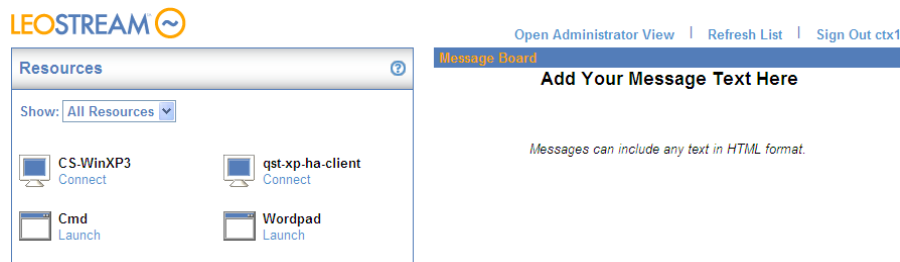 LEOSTREAM
Open Administrator View | Refresh List | Sign Out ctx1
Resources ?
Message Board
Add Your Message Text Here
Show: All Resources
Messages can include any text in HTML format.
CS-WinXP3
Connect
qst-xp-ha-client
Connect
Cmd
Launch
Wordpad
Launch